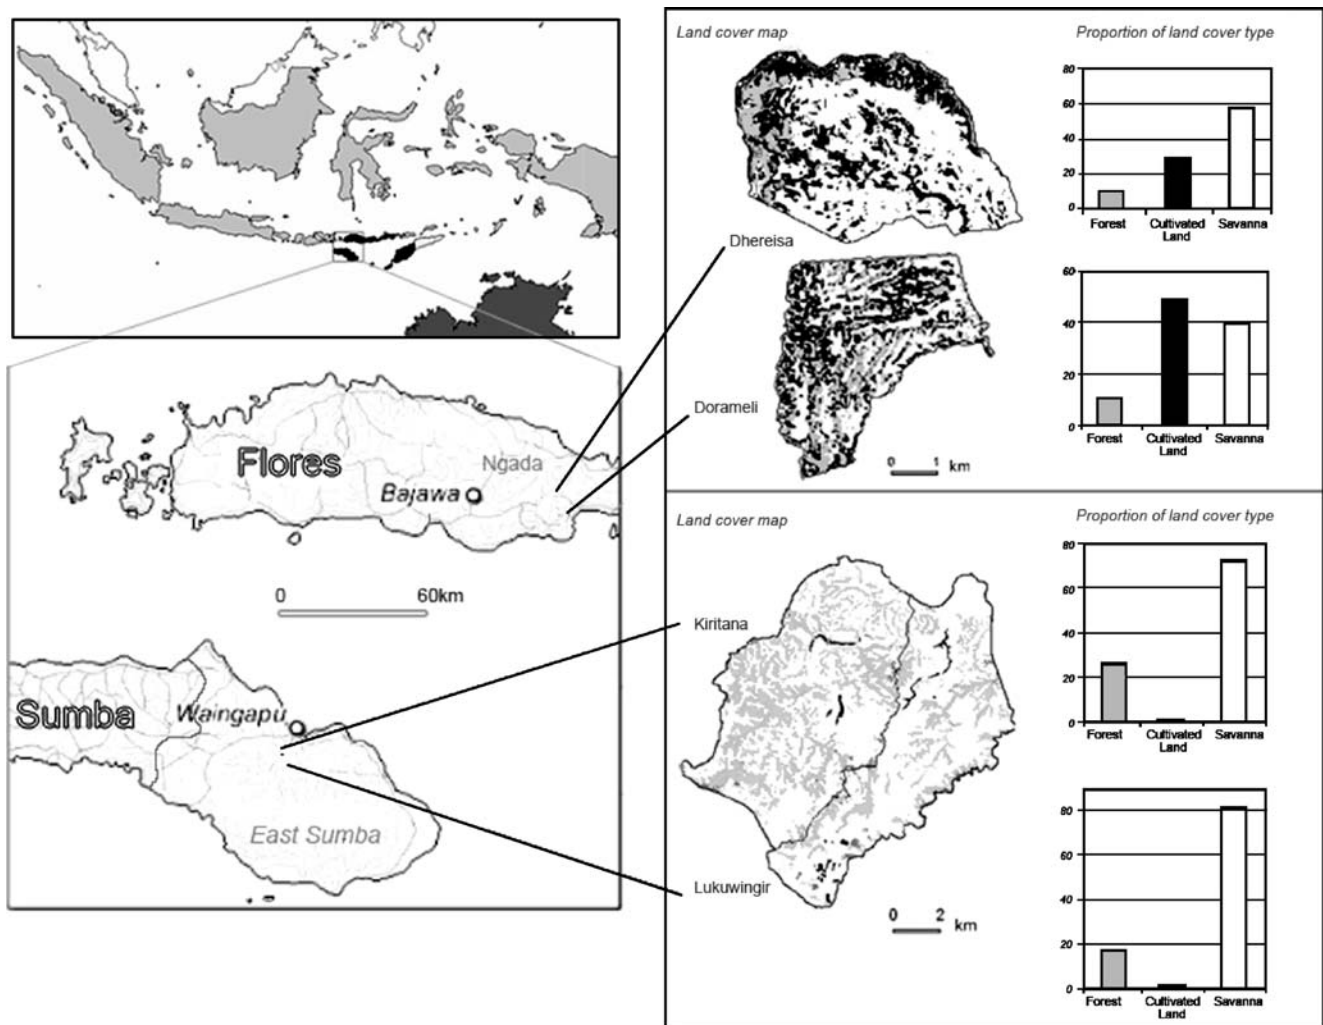 Flores
Ngada
Bajawa
0 60km
Sumba
Waingapu
East Sumba
Dhereisa
Dorameli
Kiritana
Lukuwingir
Land cover map
Proportion of land cover type
80
60
40
20
0
Forest Cultivated Savanna
Land
60
40
20
0
Forest Cultivated Savanna
Land
0 1 km
Land cover map
Proportion of land cover type
80
60
40
20
0
Forest Cultivated Savanna
Land
80
60
40
20
0
Forest Cultivated Savanna
Land
0 2
km